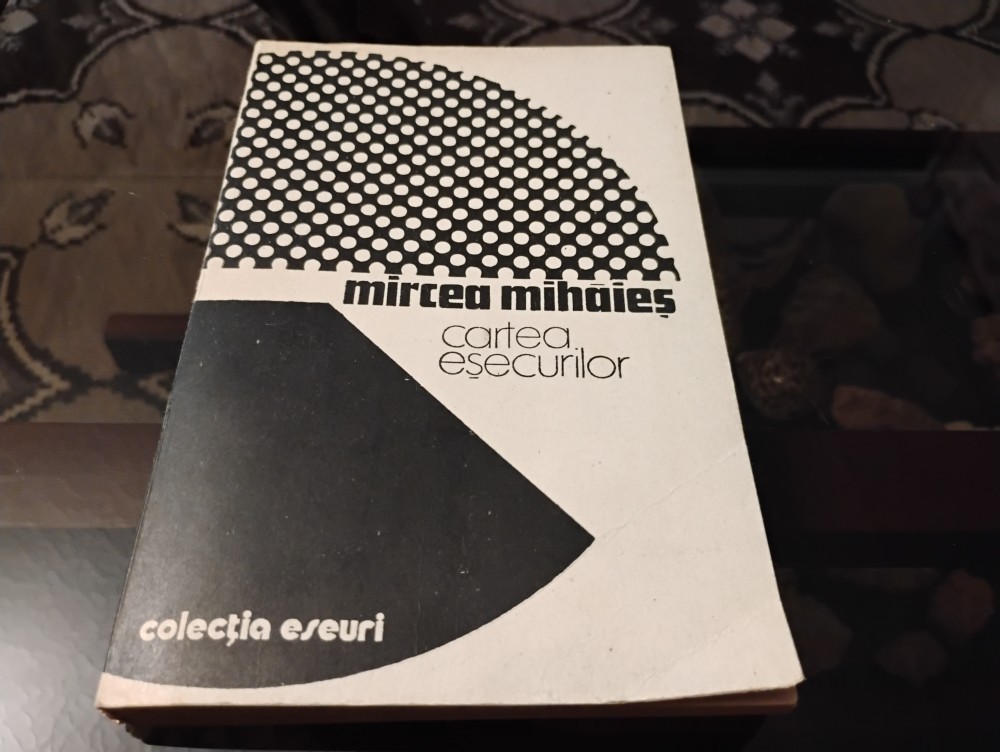 mircea mihăieș
cartea
eșecurilor
colecția eseuri